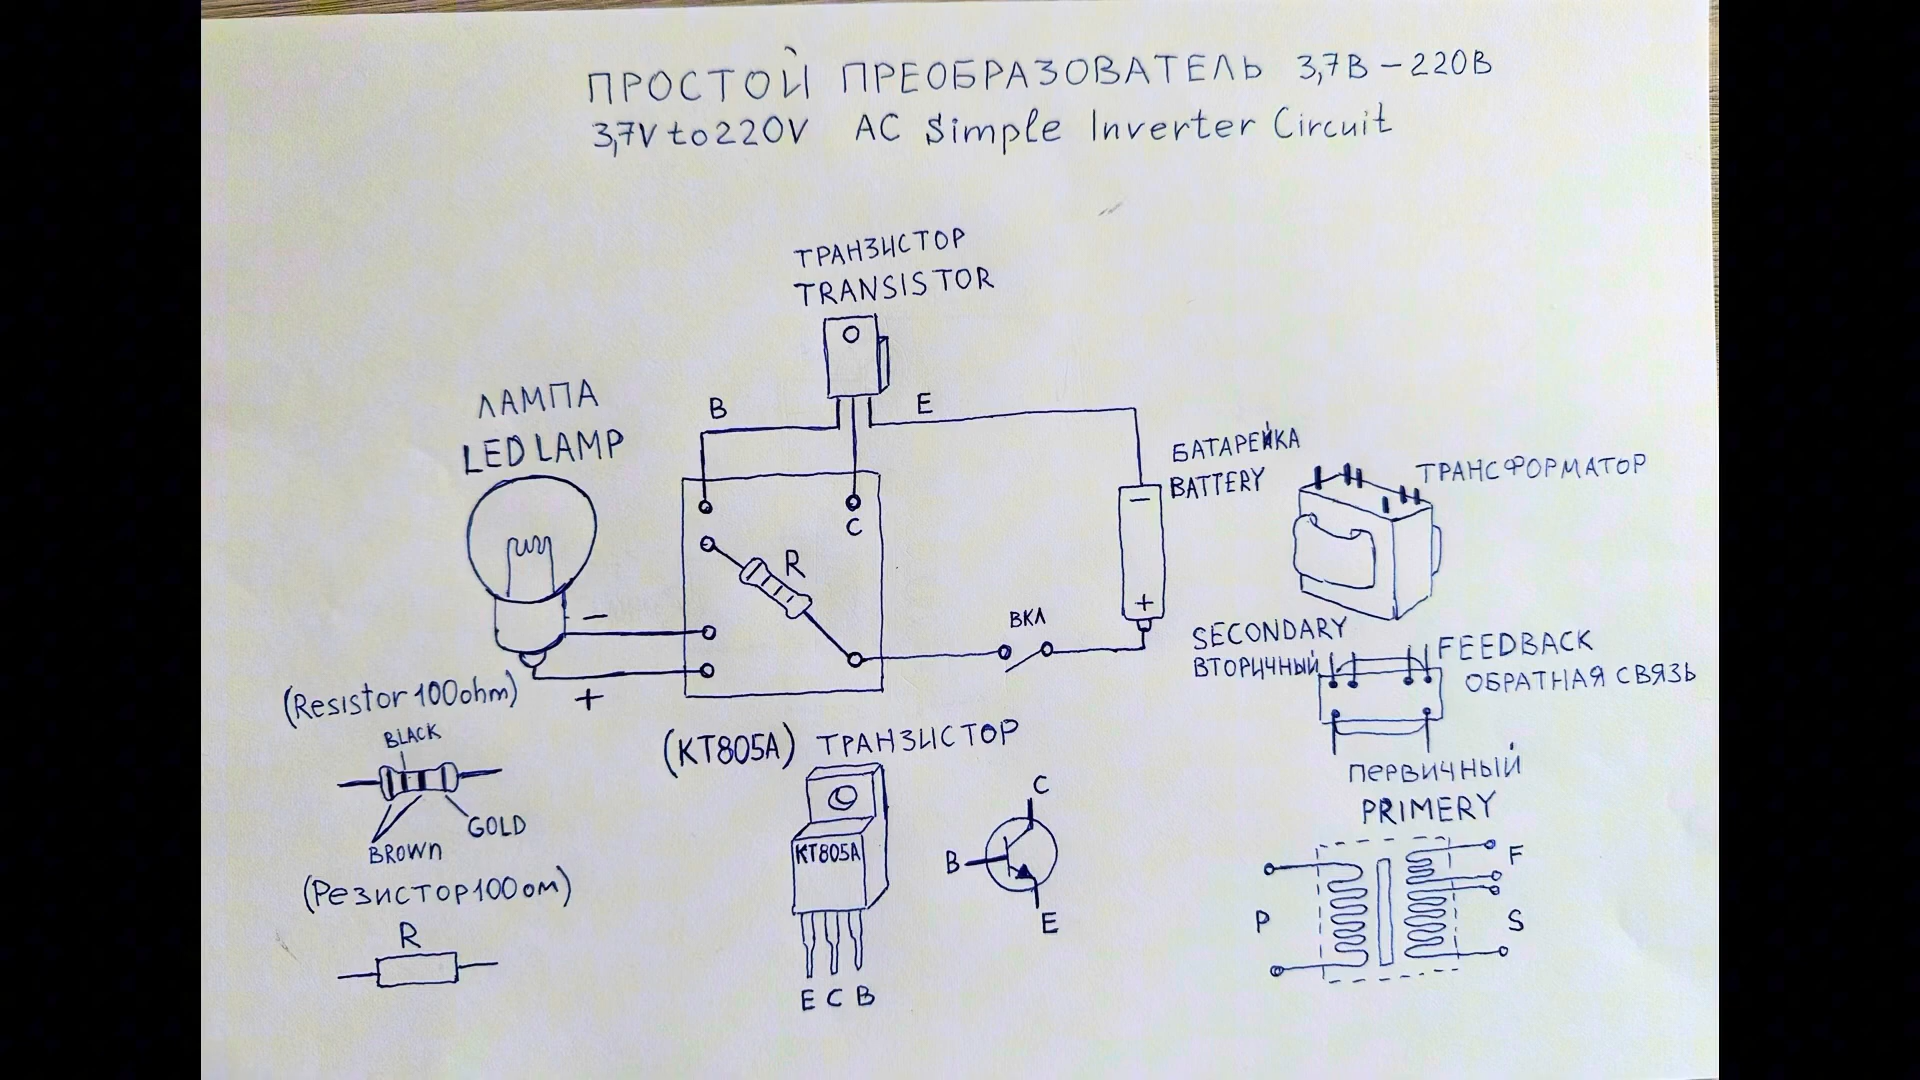 ПРОСТОЙ ПРЕОБРАЗОВАТЕЛЬ 3,7В – 220В
3,7V to 220V AC Simple Inverter Circuit
ТРАНЗИСТОР
TRANSISTOR
ЛАМПА
LED LAMP
B
E
C
R
–
+
БАТАРЕЙКА
BATTERY
–
+
ВКЛ
ТРАНСФОРМАТОР
SECONDARY
ВТОРИЧНЫЙ
FEEDBACK
ОБРАТНАЯ СВЯЗЬ
ПЕРВИЧНЫЙ
PRIMERY
(Resistor 100ohm)
BLACK
BROWn
GOLD
(РЕЗИСТОР 100 ом)
R
(КТ805А) ТРАНЗИСТОР
КТ805А
E C B
C
B
E
P
F
S